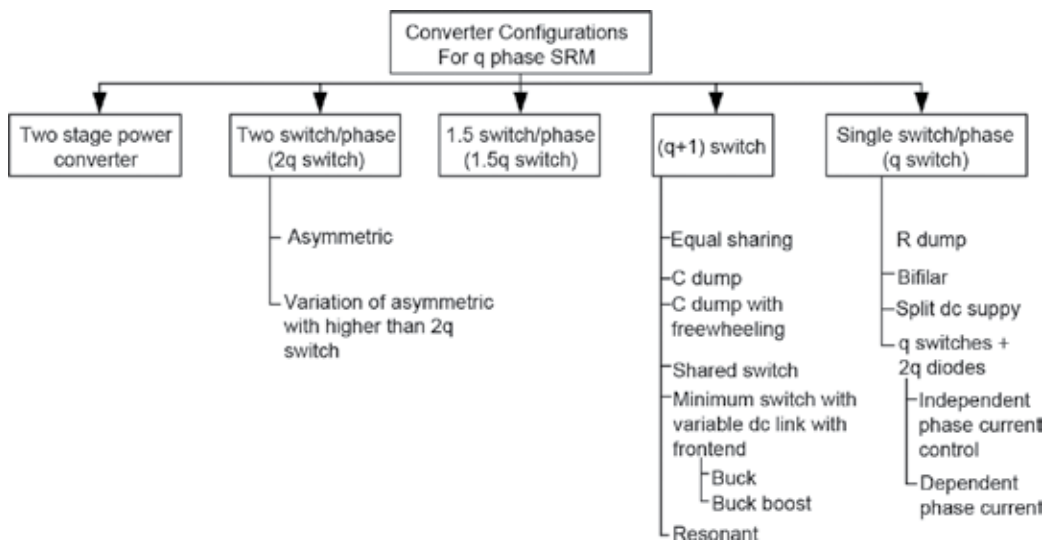 Converter Configurations
For q phase SRM
Two stage power
converter
Two switch/phase
(2q switch)
1.5 switch/phase
(1.5q switch)
(q+1) switch
Single switch/phase
(q switch)
Asymmetric
Variation of asymmetric
with higher than 2q
switch
Equal sharing
C dump
C dump with
freewheeling
Shared switch
Minimum switch with
variable dc link with
frontend
Buck
Buck boost
Resonant
R dump
Bifilar
Split dc suppy
q switches +
2q diodes
Independent
phase current
control
Dependent
phase current